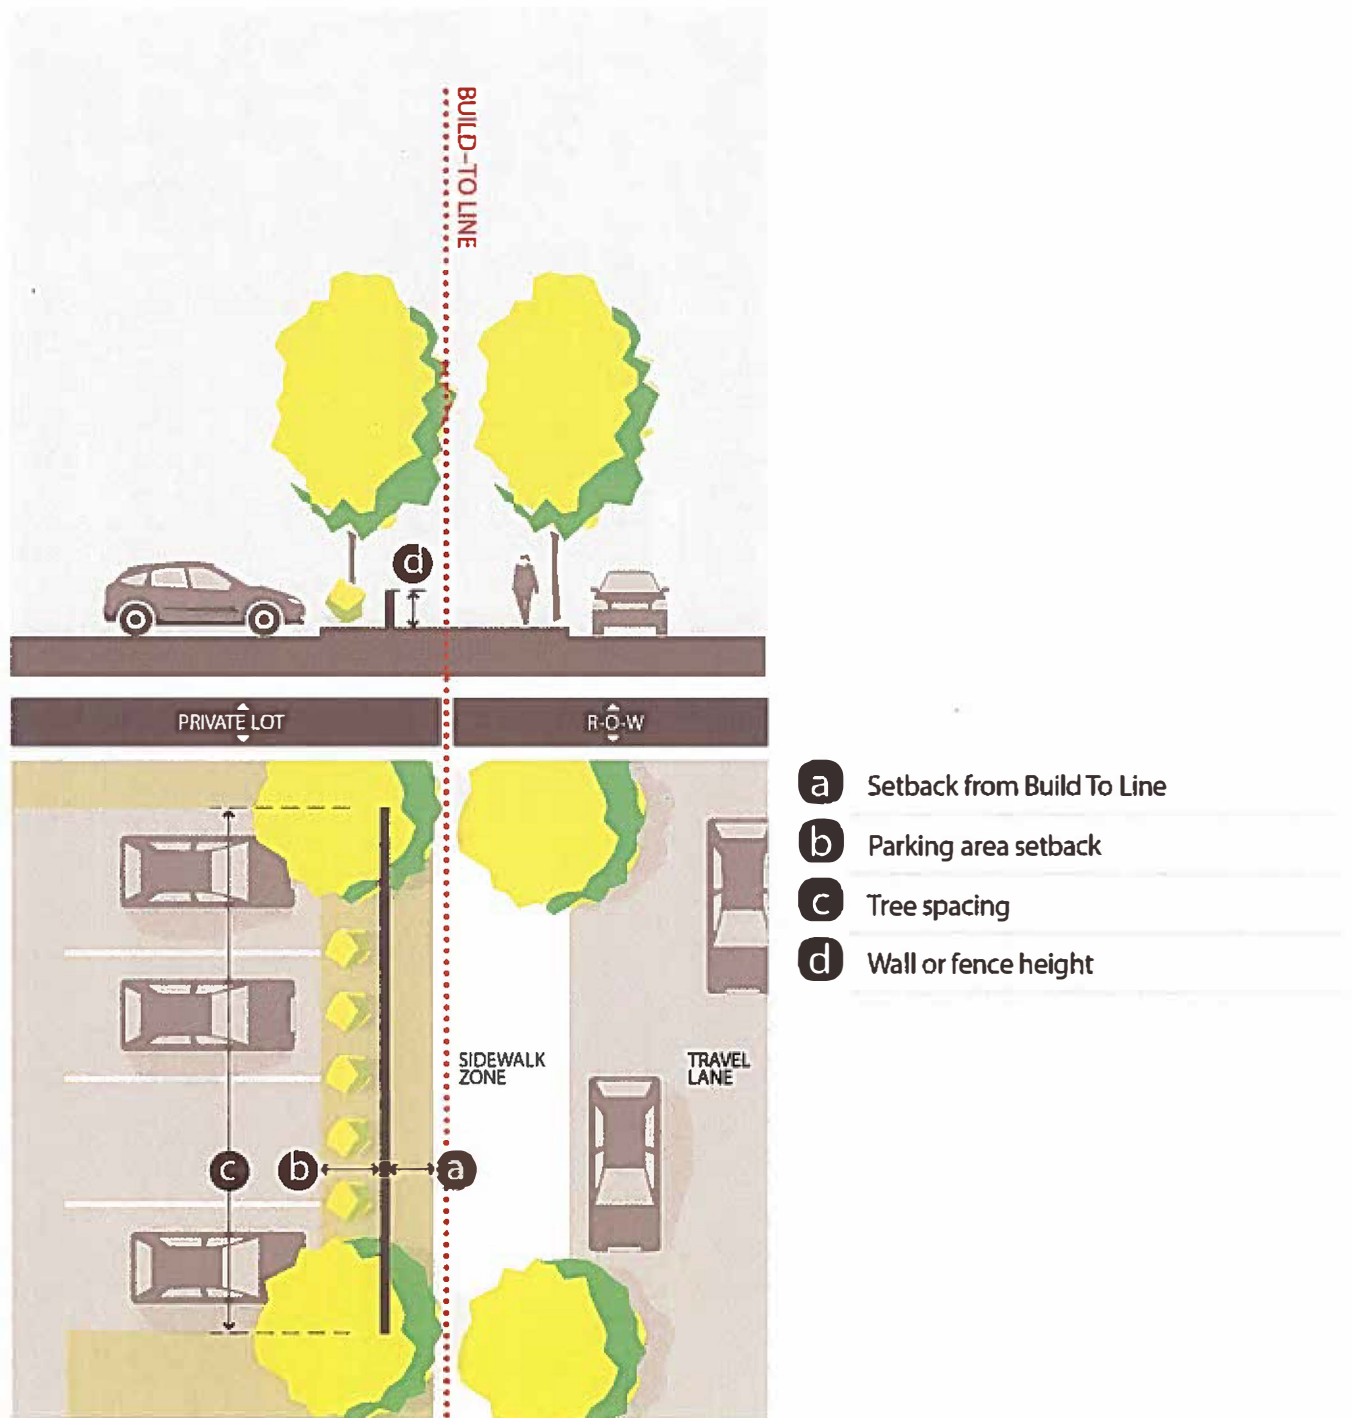 BUILD-TO LINE
d
PRIVATE LOT
R-O-W
a Setback from Build To Line
b Parking area setback
c Tree spacing
d Wall or fence height
SIDEWALK
ZONE
TRAVEL
LANE
c
b
a